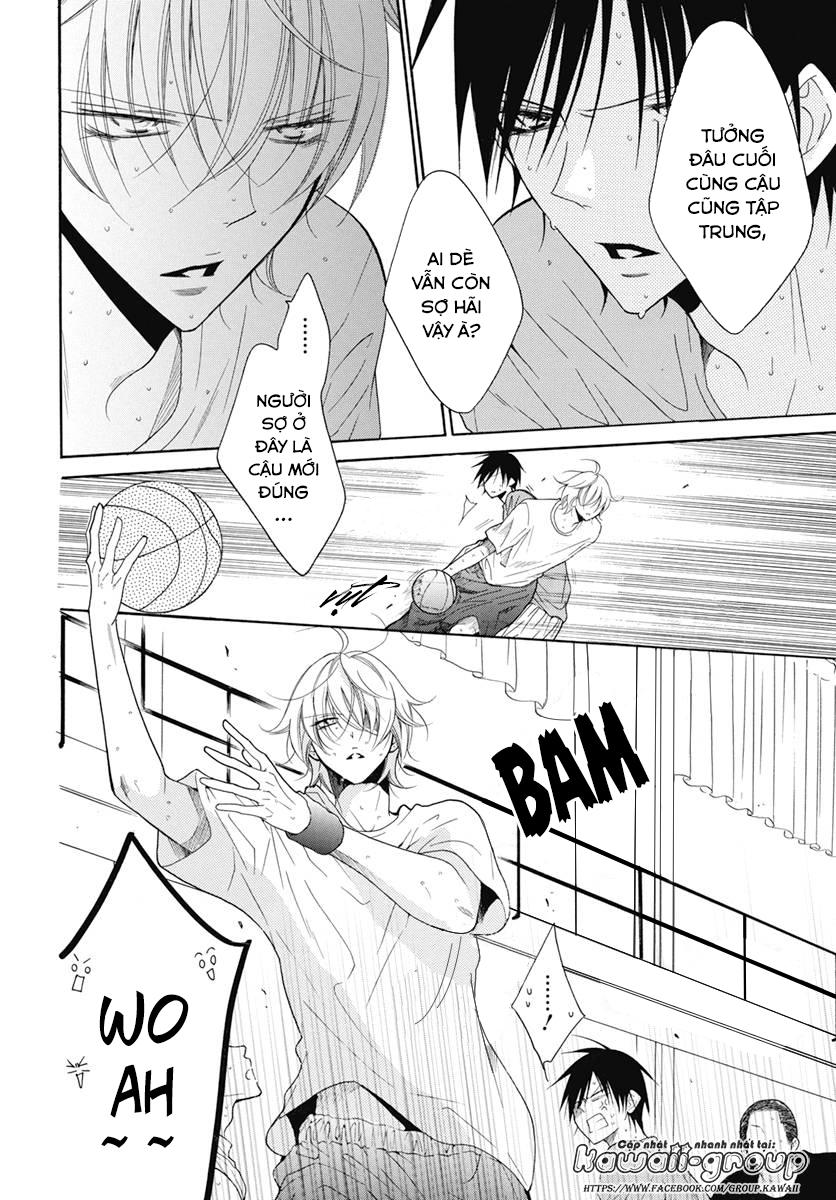 TƯỞNG
ĐÂU CUỐI
CÙNG CẬU
CŨNG TẬP
TRUNG,
AI DÈ
VẪN CÒN
SỢ HÃI
VẬY À?
......
NGƯỜI
SỢ Ở
ĐÂY LÀ
CẬU MỚI
ĐÚNG
...
VỤT
BAM
WO
AH
~ ~
...!
Cập nhật nhanh nhất tại:
Kawaii-group
HTTPS://WWW.FACEBOOK.COM/GROUP.KAWAII